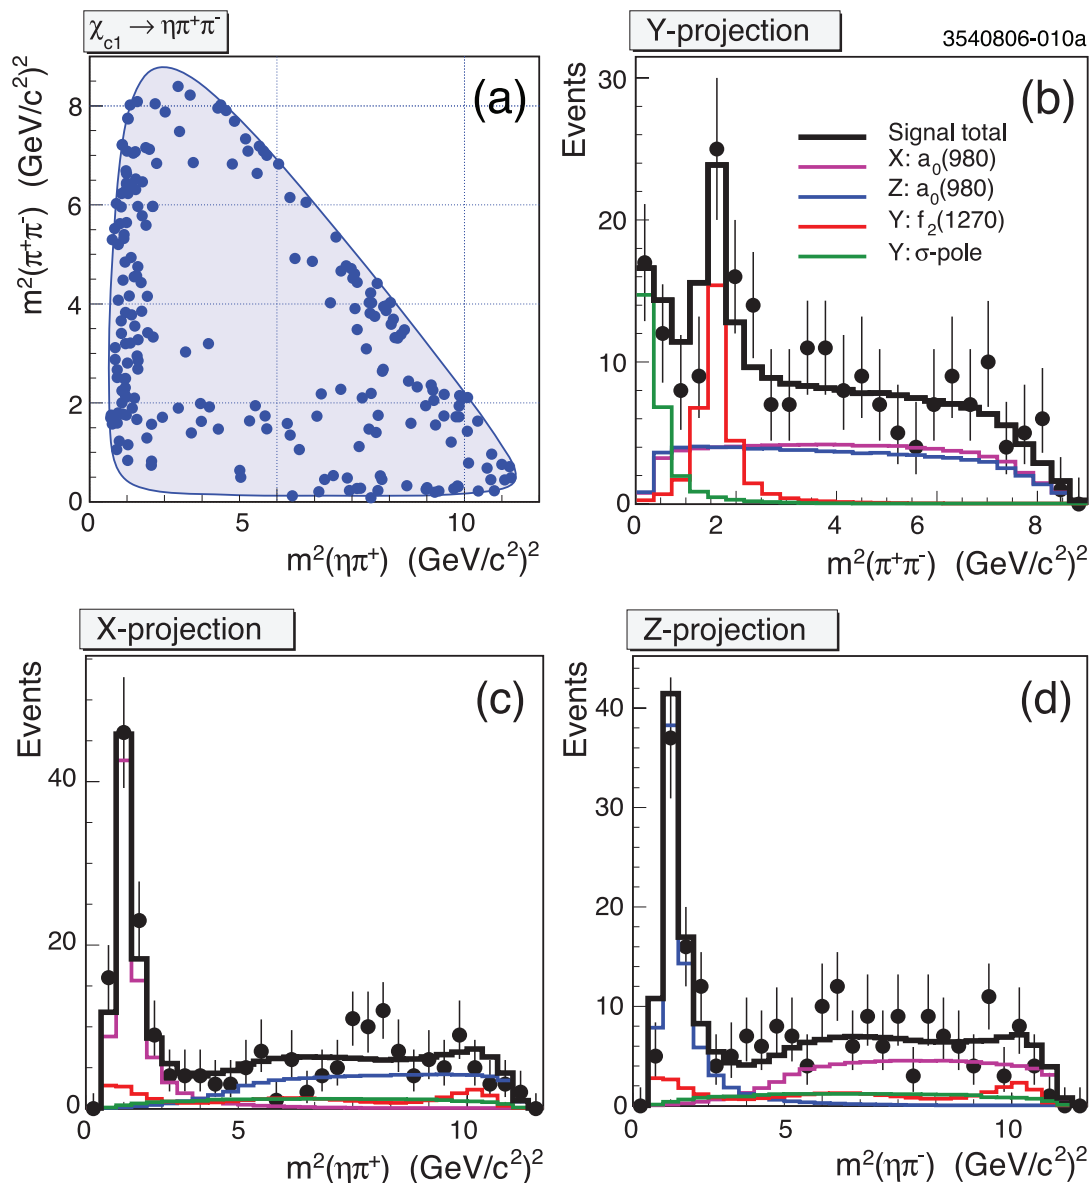 χc1 → ηπ+π-
(a)
m²(π+π-) (GeV/c²)²
8
6
4
2
0
0 5 10
m²(ηπ+) (GeV/c²)²
Y-projection
3540806-010a
(b)
Events
30
20
10
0
Signal total
X: a0(980)
Z: a0(980)
Y: f2(1270)
Y: σ-pole
0 2 4 6 8
m²(π+π-) (GeV/c²)²
X-projection
(c)
Events
40
20
0
0 5 10
m²(ηπ+) (GeV/c²)²
Z-projection
(d)
Events
40
30
20
10
0
0 5 10
m²(ηπ-) (GeV/c²)²